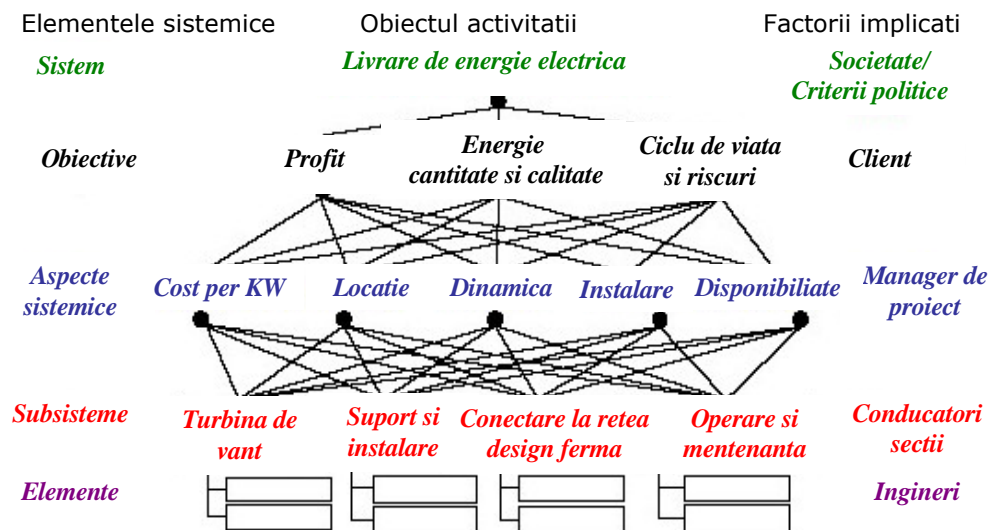 Elementele sistemice Obiectul activitatii Factorii implicati
Sistem Livrare de energie electrica Societate/
Criterii politice
Obiective Profit Energie
cantitate si calitate Ciclu de viata
si riscuri Client
Aspecte
sistemice Cost per KW Locatie Dinamica Instalare Disponibiliate Manager de
proiect
Subsisteme Turbina de
vant Suport si
instalare Conectare la retea
design ferma Operare si
mentenanta Conducatori
sectii
Elemente Ingineri